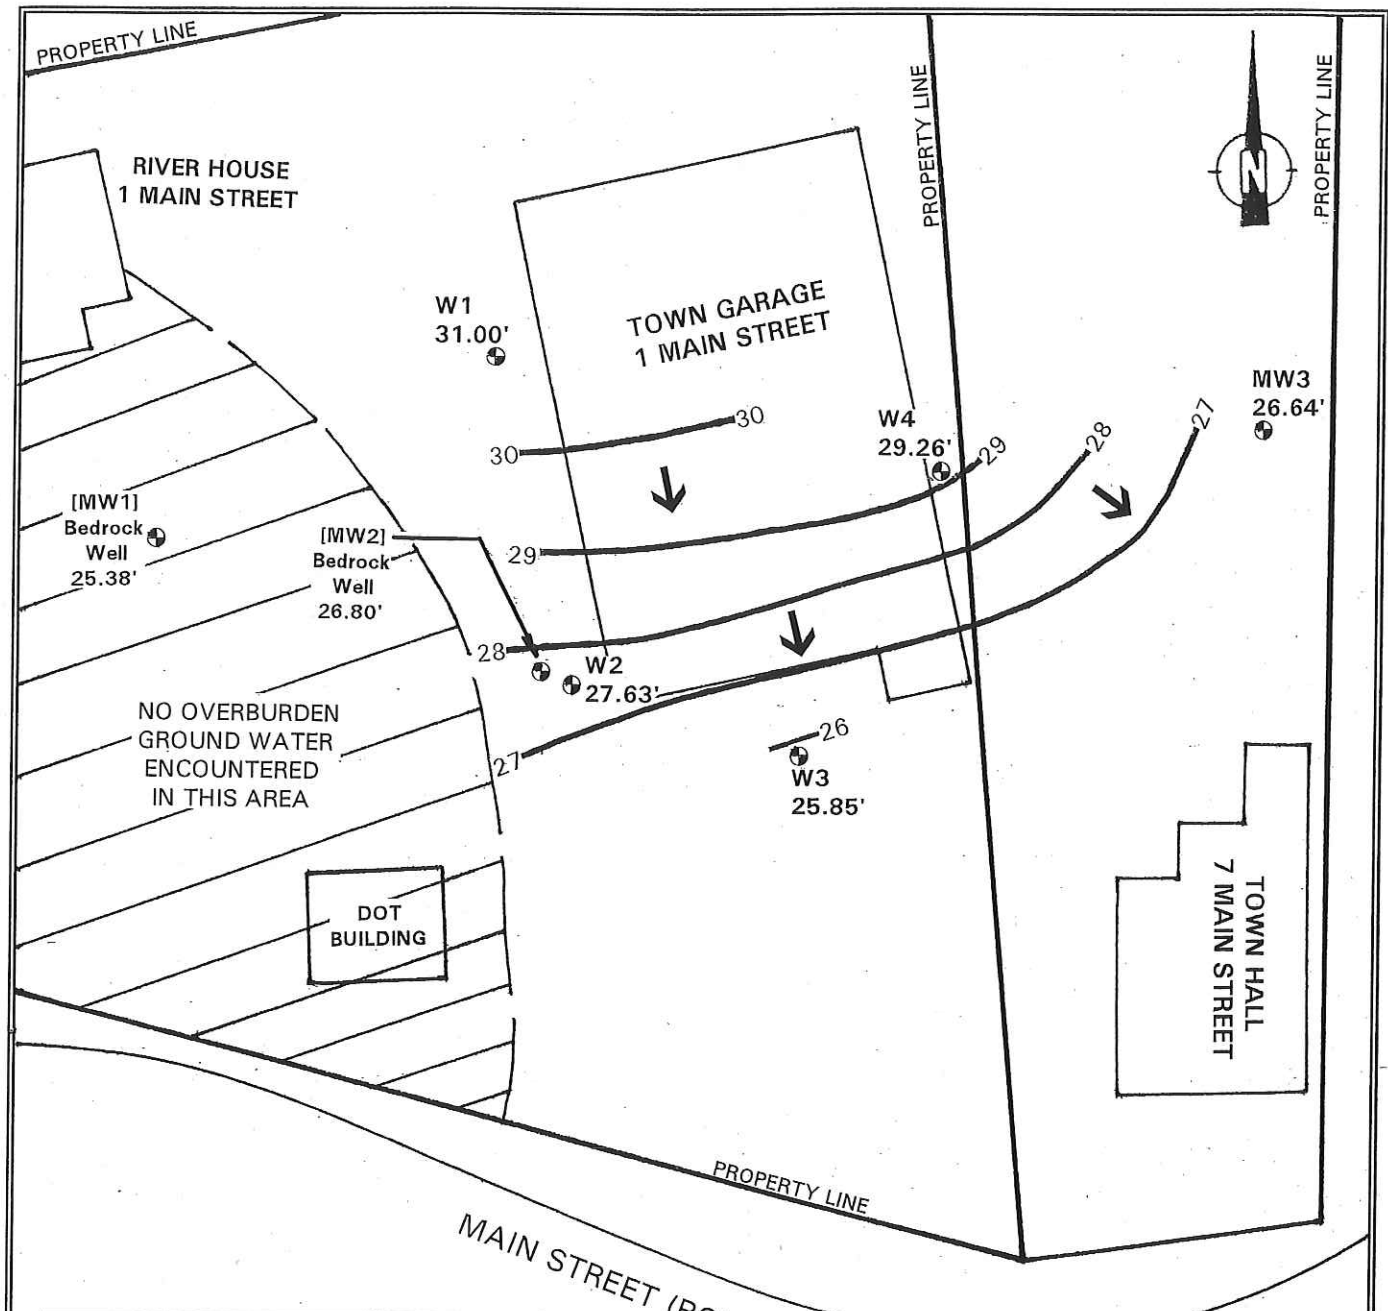 PROPERTY LINE
RIVER HOUSE
1 MAIN STREET
PROPERTY LINE
PROPERTY LINE
N
TOWN GARAGE
1 MAIN STREET
W1
31.00'
MW3
26.64'
W4
29.26'
30
30
29
29
28
28
27
27
26
[MW1]
Bedrock
Well
25.38'
[MW2]
Bedrock
Well
26.80'
W2
27.63'
W3
25.85'
NO OVERBURDEN
GROUND WATER
ENCOUNTERED
IN THIS AREA
DOT
BUILDING
TOWN HALL
7 MAIN STREET
PROPERTY LINE
MAIN STREET